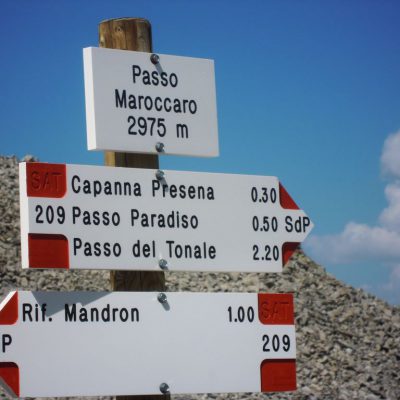 Passo
Maroccaro
2975 m
SAT Capanna Presena 0.30
209 Passo Paradiso 0.50 SdP
Passo del Tonale 2.20
Rif. Mandron 1.00 SAT
P 209